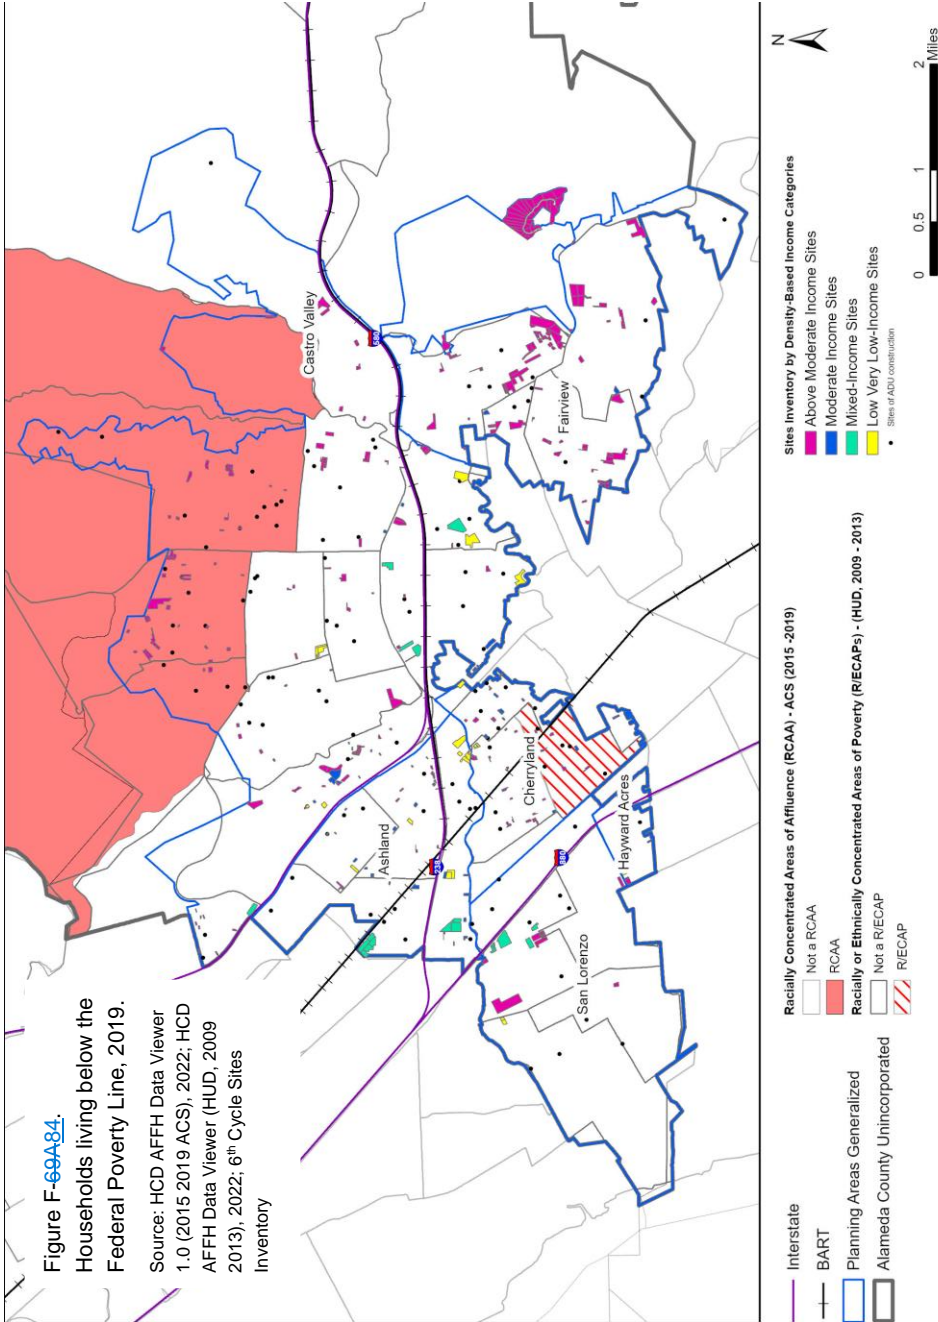 Figure F-69A84.
Households living below the
Federal Poverty Line, 2019.
Source: HCD AFFH Data Viewer
1.0 (2015 2019 ACS), 2022; HCD
AFFH Data Viewer (HUD, 2009
2013), 2022; 6th Cycle Sites
Inventory
Castro Valley
580
Fairview
Ashland
Cherryland
238
880
Hayward Acres
San Lorenzo
Interstate
BART
Planning Areas Generalized
Alameda County Unincorporated
Racially Concentrated Areas of Affluence (RCAA) - ACS (2015 -2019)
Not a RCAA
RCAA
Racially or Ethnically Concentrated Areas of Poverty (R/ECAPs) - (HUD, 2009 - 2013)
Not a R/ECAP
R/ECAP
Sites Inventory by Density-Based Income Categories
Above Moderate Income Sites
Moderate Income Sites
Mixed-Income Sites
Low Very Low-Income Sites
Sites of ADU construction
N
0 0.5 1 2
Miles